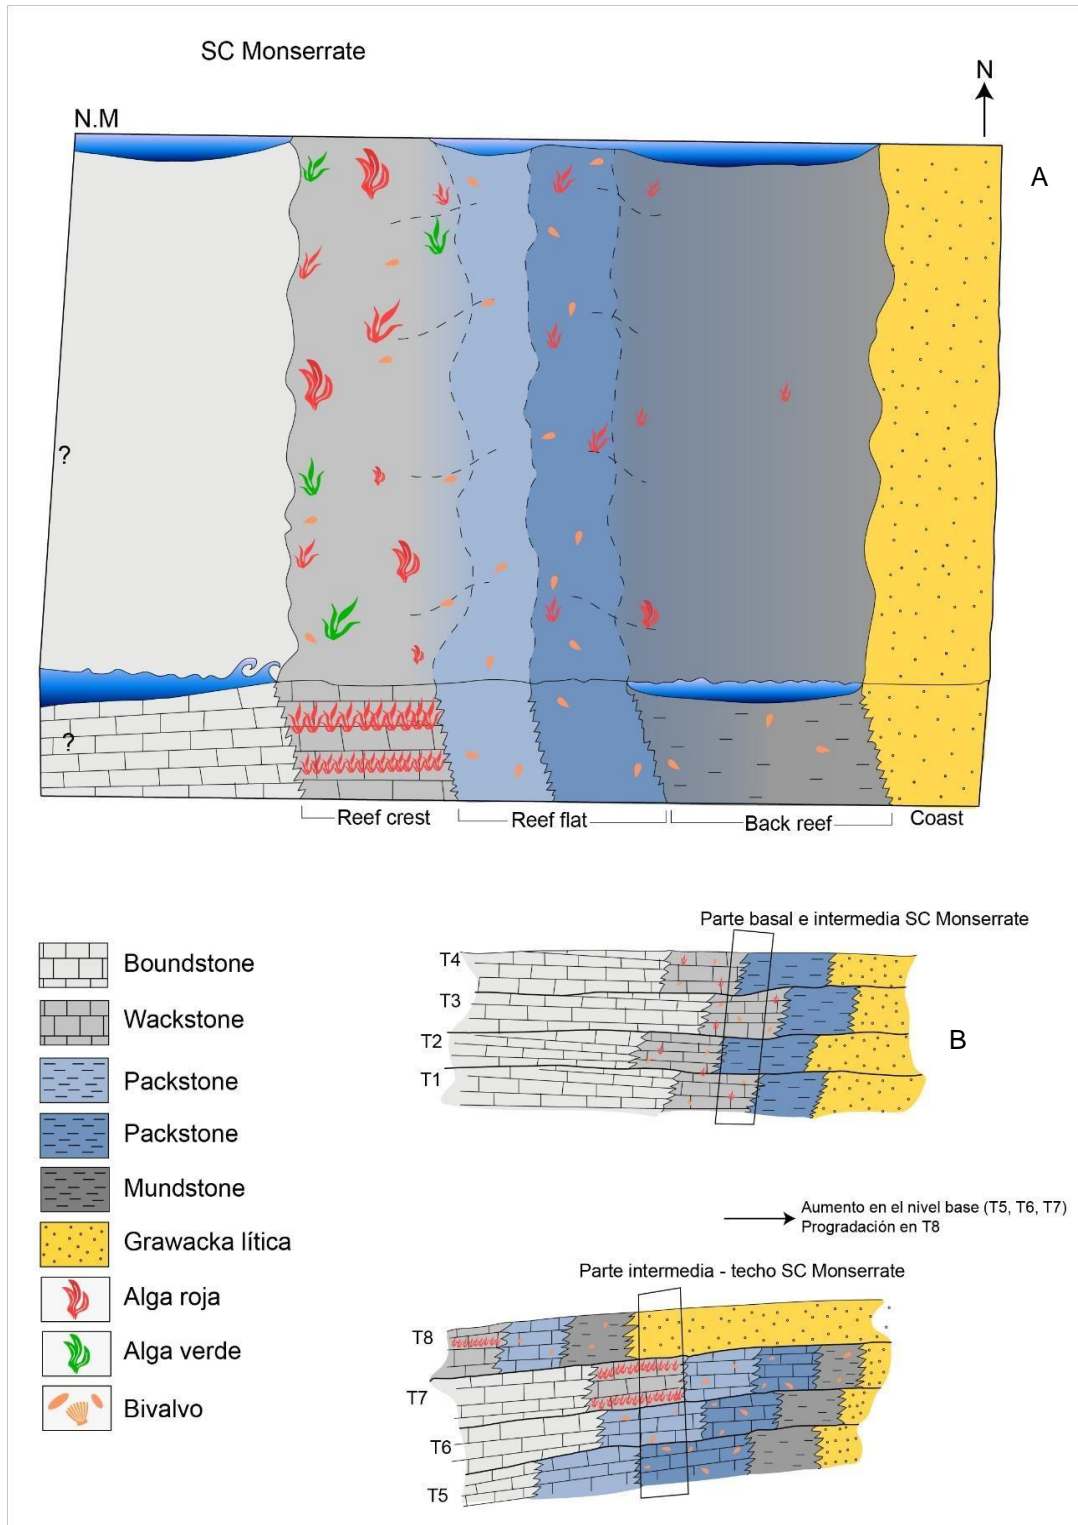 SC Monserrate
N
N.M
A
?
?
Reef crest
Reef flat
Back reef
Coast
Boundstone
Wackstone
Packstone
Packstone
Mundstone
Grawacka lítica
Alga roja
Alga verde
Bivalvo
Parte basal e intermedia SC Monserrate
T4
T3
T2
T1
B
Aumento en el nivel base (T5, T6, T7)
Progradación en T8
Parte intermedia - techo SC Monserrate
T8
T7
T6
T5